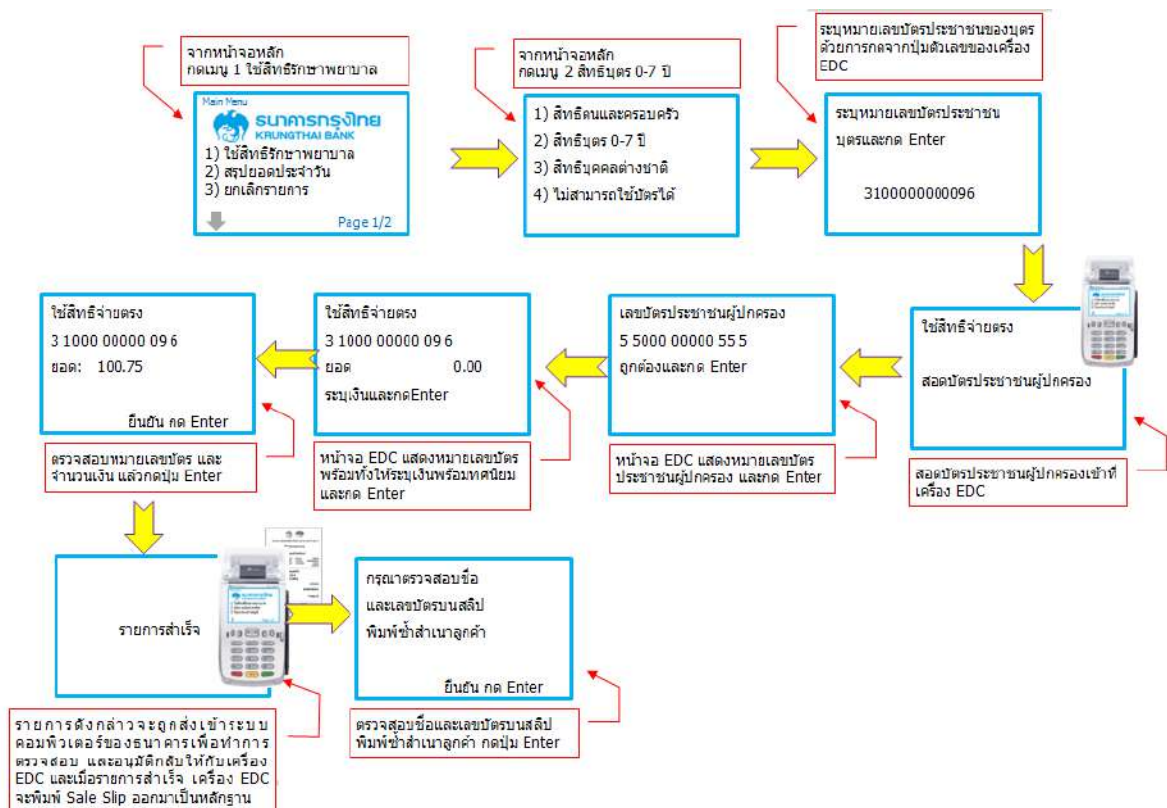 จากหน้าจอหลัก
กดเมนู 1 ใช้สิทธิรักษาพยาบาล
Main Menu
ธนาคารกรุงไทย
KRUNGTHAI BANK
1) ใช้สิทธิรักษาพยาบาล
2) สรุปยอดประจำวัน
3) ยกเลิกรายการ
Page 1/2
จากหน้าจอหลัก
กดเมนู 2 สิทธิบุตร 0-7 ปี
1) สิทธิตนและครอบครัว
2) สิทธิบุตร 0-7 ปี
3) สิทธิบุคคลต่างชาติ
4) ไม่สามารถใช้บัตรได้
ระบุหมายเลขบัตรประชาชนของบุตร
ด้วยการกดจากปุ่มตัวเลขของเครื่อง
EDC
ระบุหมายเลขบัตรประชาชน
บุตรและกด Enter
3100000000096
ใช้สิทธิจ่ายตรง
สอดบัตรประชาชนผู้ปกครอง
สอดบัตรประชาชนผู้ปกครองเข้าที่
เครื่อง EDC
เลขบัตรประชาชนผู้ปกครอง
5 5000 00000 55 5
ถูกต้องและกด Enter
หน้าจอ EDC แสดงหมายเลขบัตร
ประชาชนผู้ปกครอง และกด Enter
ใช้สิทธิจ่ายตรง
3 1000 00000 09 6
ยอด 0.00
ระบุเงินและกดEnter
หน้าจอ EDC แสดงหมายเลขบัตร
พร้อมทั้งให้ระบุเงินพร้อมทศนิยม
และกด Enter
ใช้สิทธิจ่ายตรง
3 1000 00000 09 6
ยอด: 100.75
ยืนยัน กด Enter
ตรวจสอบหมายเลขบัตร และ
จำนวนเงิน แล้วกดปุ่ม Enter
รายการสำเร็จ
รายการดังกล่าวจะถูกส่งเข้าระบบ
คอมพิวเตอร์ของธนาคารเพื่อทำการ
ตรวจสอบ และอนุมัติกลับให้กับเครื่อง
EDC และเมื่อรายการสำเร็จ เครื่อง EDC
จะพิมพ์ Sale Slip ออกมาเป็นหลักฐาน
กรุณาตรวจสอบชื่อ
และเลขบัตรบนสลิป
พิมพ์ซ้ำสำเนาลูกค้า
ยืนยัน กด Enter
ตรวจสอบชื่อและเลขบัตรบนสลิป
พิมพ์ซ้ำสำเนาลูกค้า กดปุ่ม Enter